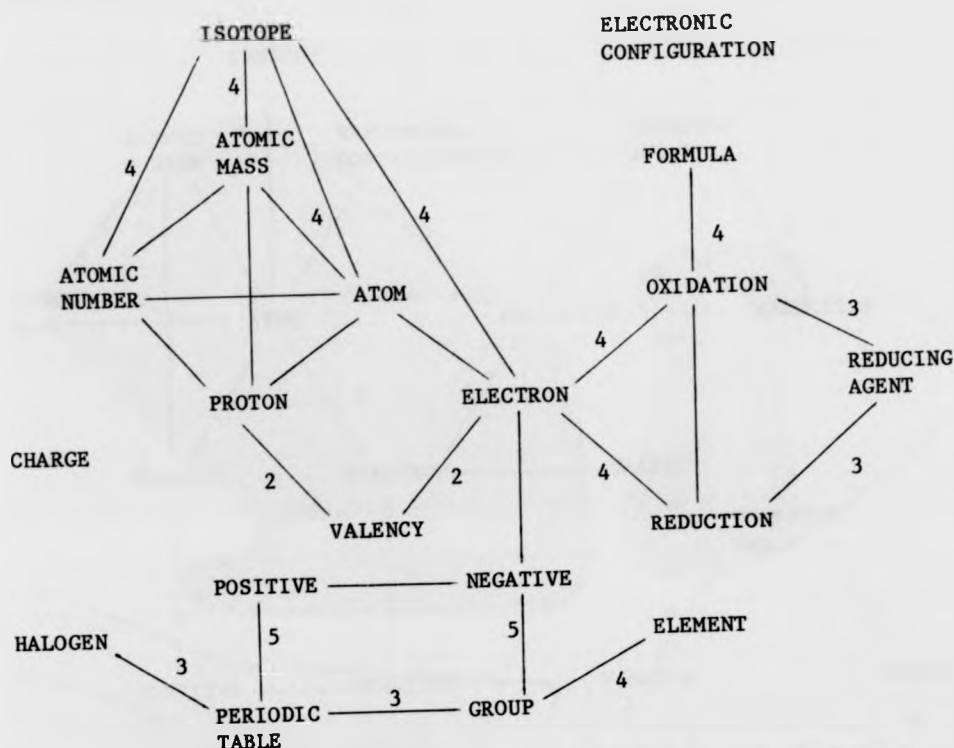 ISOTOPE
ELECTRONIC
CONFIGURATION
4
ATOMIC
MASS
FORMULA
4
4
4
4
ATOMIC
NUMBER
ATOM
OXIDATION
3
4
REDUCING
AGENT
PROTON
ELECTRON
CHARGE
2
2
4
3
VALENCY
REDUCTION
POSITIVE
NEGATIVE
HALOGEN
5
5
ELEMENT
3
4
3
PERIODIC
TABLE
GROUP